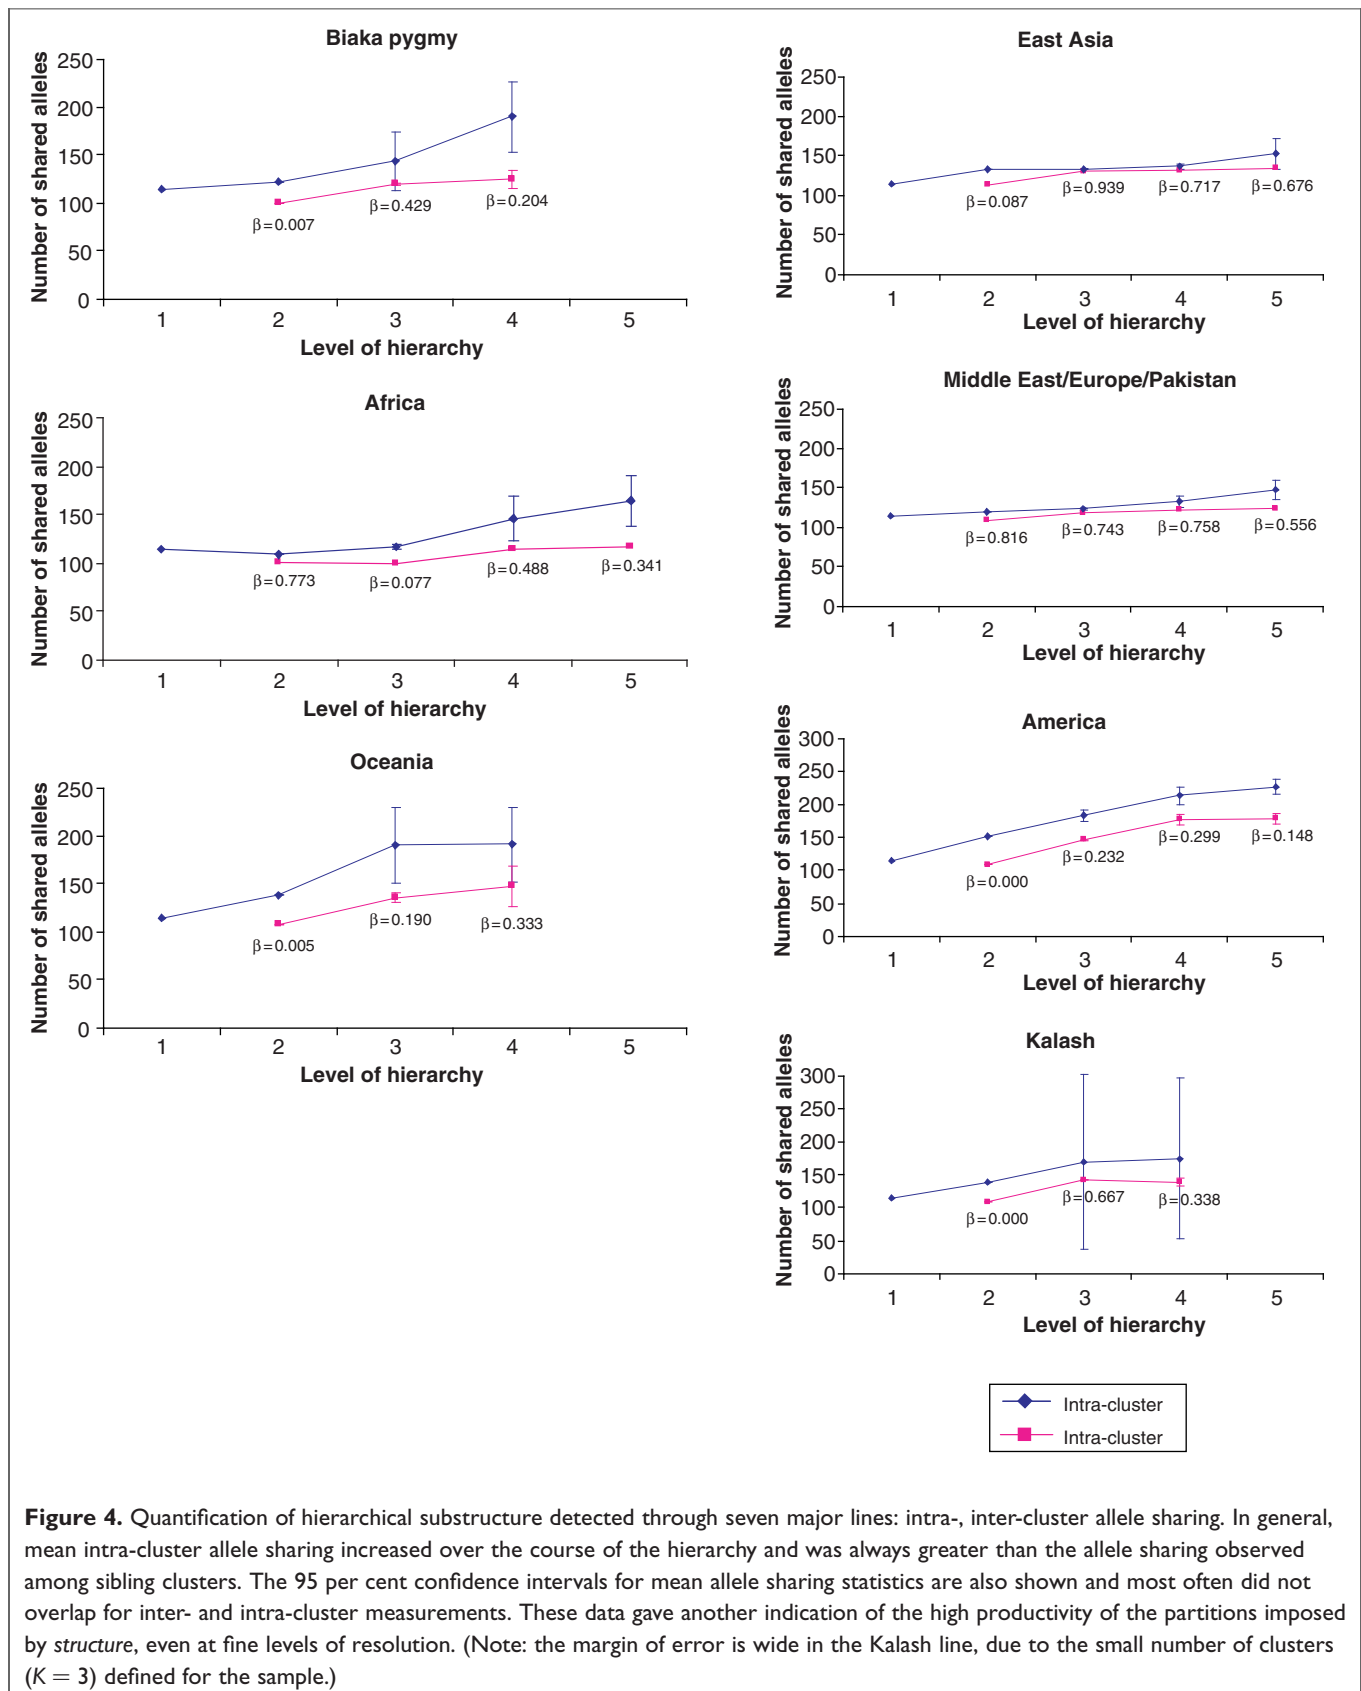 Biaka pygmy
Number of shared alleles
250
200
150
100
50
0
β=0.007
β=0.429
β=0.204
1 2 3 4 5
Level of hierarchy
Africa
Number of shared alleles
250
200
150
100
50
0
β=0.773
β=0.077
β=0.488
β=0.341
1 2 3 4 5
Level of hierarchy
Oceania
Number of shared alleles
250
200
150
100
50
0
β=0.005
β=0.190
β=0.333
1 2 3 4 5
Level of hierarchy
East Asia
Number of shared alleles
250
200
150
100
50
0
β=0.087
β=0.939
β=0.717
β=0.676
1 2 3 4 5
Level of hierarchy
Middle East/Europe/Pakistan
Number of shared alleles
250
200
150
100
50
0
β=0.816
β=0.743
β=0.758
β=0.556
1 2 3 4 5
Level of hierarchy
America
Number of shared alleles
300
250
200
150
100
50
0
β=0.000
β=0.232
β=0.299
β=0.148
1 2 3 4 5
Level of hierarchy
Kalash
Number of shared alleles
300
250
200
150
100
50
0
β=0.000
β=0.667
β=0.338
1 2 3 4 5
Level of hierarchy
Intra-cluster
Intra-cluster
Figure 4. Quantification of hierarchical substructure detected through seven major lines: intra-, inter-cluster allele sharing. In general,
mean intra-cluster allele sharing increased over the course of the hierarchy and was always greater than the allele sharing observed
among sibling clusters. The 95 per cent confidence intervals for mean allele sharing statistics are also shown and most often did not
overlap for inter- and intra-cluster measurements. These data gave another indication of the high productivity of the partitions imposed
by structure, even at fine levels of resolution. (Note: the margin of error is wide in the Kalash line, due to the small number of clusters
(K = 3) defined for the sample.)